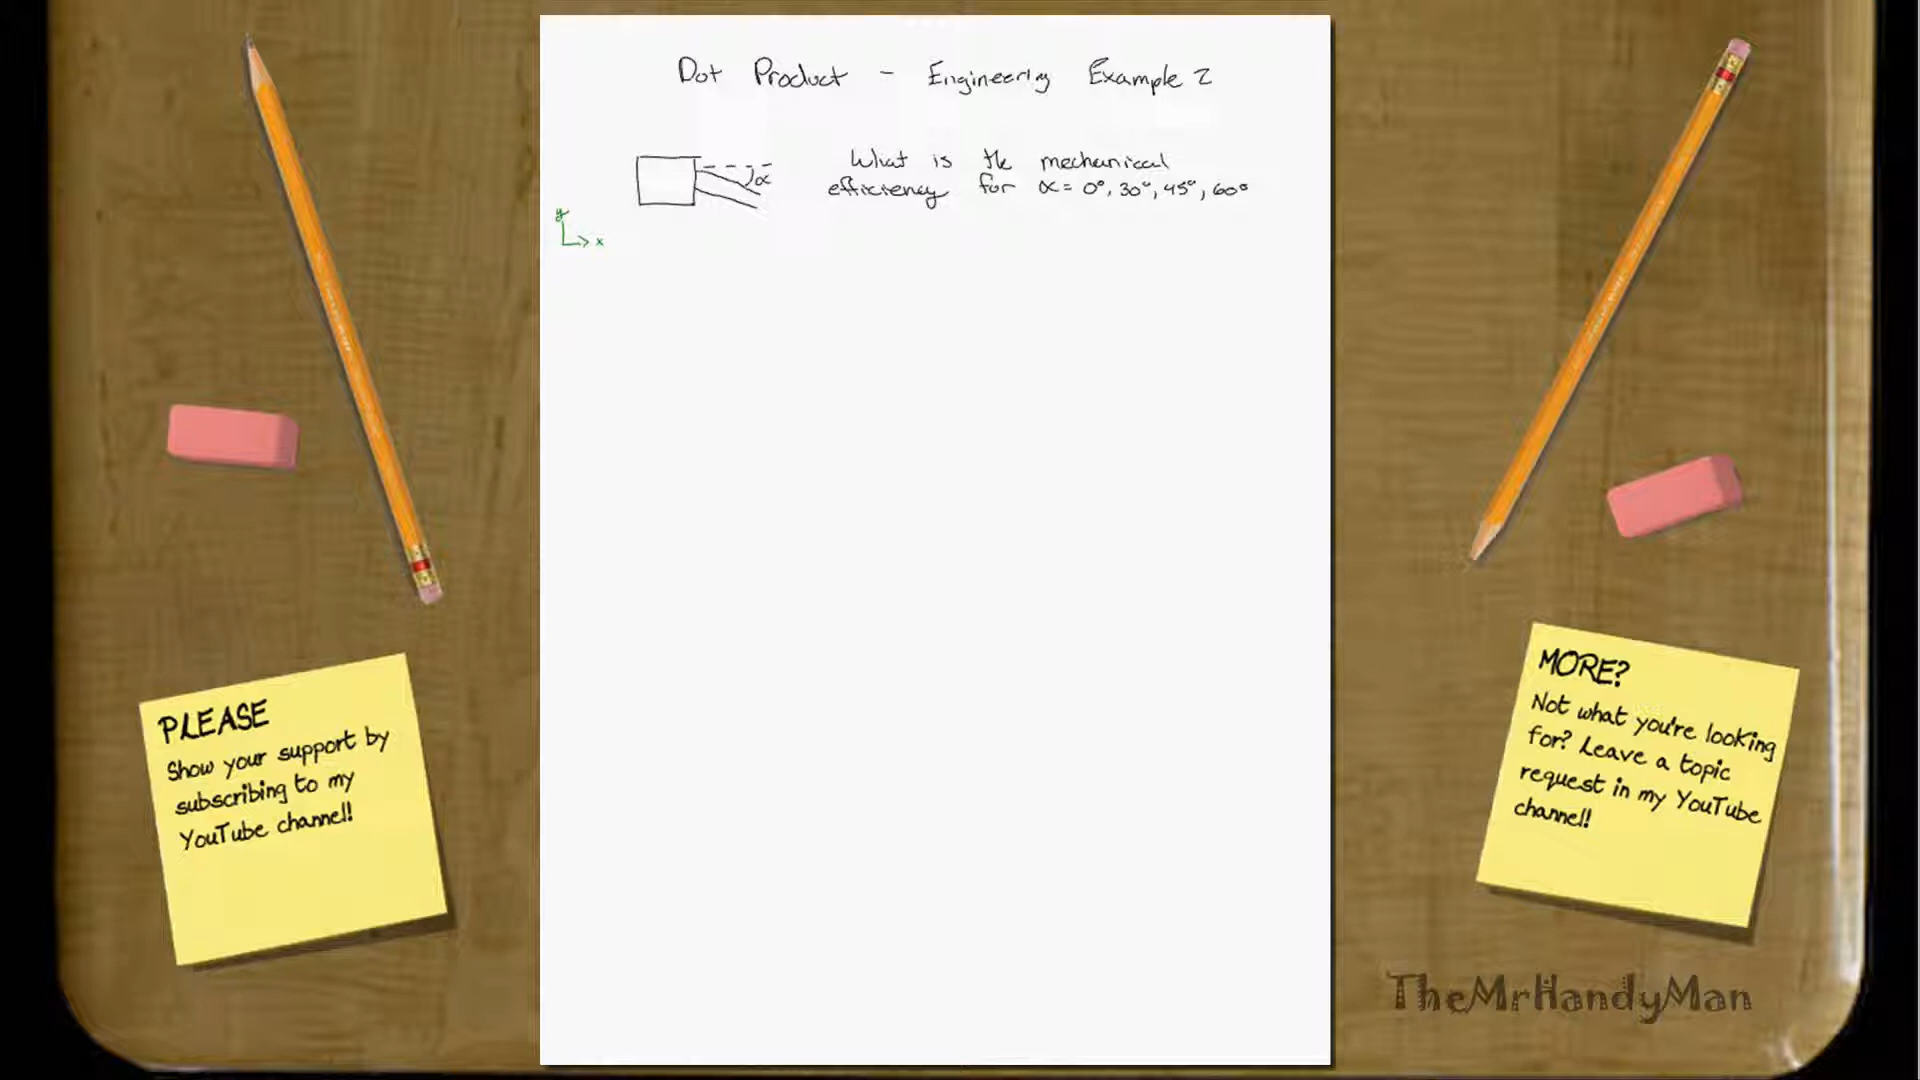 Dot Product - Engineering Example 2
What is the mechanical
efficiency for α = 0°, 30°, 45°, 60°
α
y
x
PLEASE
Show your support by
subscribing to my
YouTube channel!
MORE?
Not what you're looking
for? Leave a topic
request in my YouTube
channel!
TheMrHandyMan